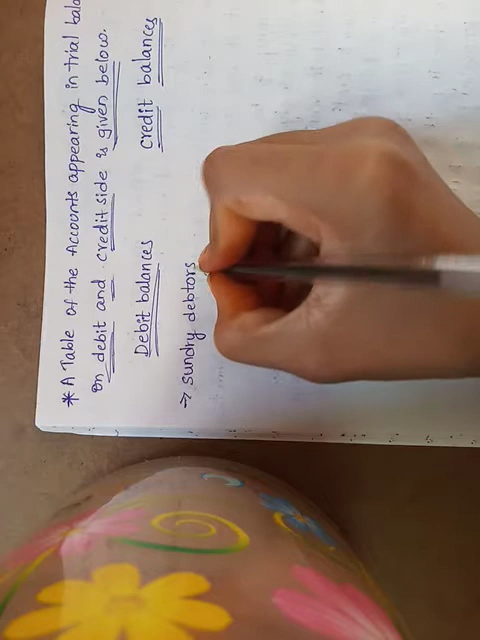 * A Table of the Accounts appearing in trial
on debit and credit side is given below.
Debit balances credit balances
→ sundry debtors